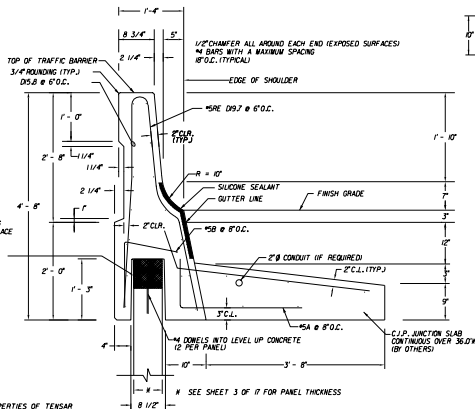 1'-4"
8 3/4"
5"
2 1/4"
10"
1/2"CHAMFER ALL AROUND EACH END (EXPOSED SURFACES)
#4 BARS WITH A MAXIMUM SPACING
18"O.C. (TYPICAL)
TOP OF TRAFFIC BARRIER
3/4"ROUNDING (TYP.)
D15.8 @ 6"O.C.
EDGE OF SHOULDER
#5RE D19.7 @ 6"O.C.
1'-0"
2"CLR.
(TYP.)
1'-10"
2'-8"
1 1/4"
1 1/4"
R = 10"
4'-8"
2 1/4"
SILICONE SEALANT
GUTTER LINE
7"
FINISH GRADE
1"
3"
ACE
2"CLR.
#5B @ 8"O.C.
12"
2'-0"
2"Ø CONDUIT (IF REQUIRED)
2"C.L.(TYP.)
3"
1'-3"
3"C.L.
9"
#5A @ 8"O.C.
#4 DOWELS INTO LEVEL UP CONCRETE
(2 PER PANEL)
C.I.P. JUNCTION SLAB
CONTINUOUS OVER 36.0'M
(BY OTHERS)
4"
10"
3'-8"
N
N SEE SHEET 3 OF 17 FOR PANEL THICKNESS
8 1/2"
PERTIES OF TENSAR